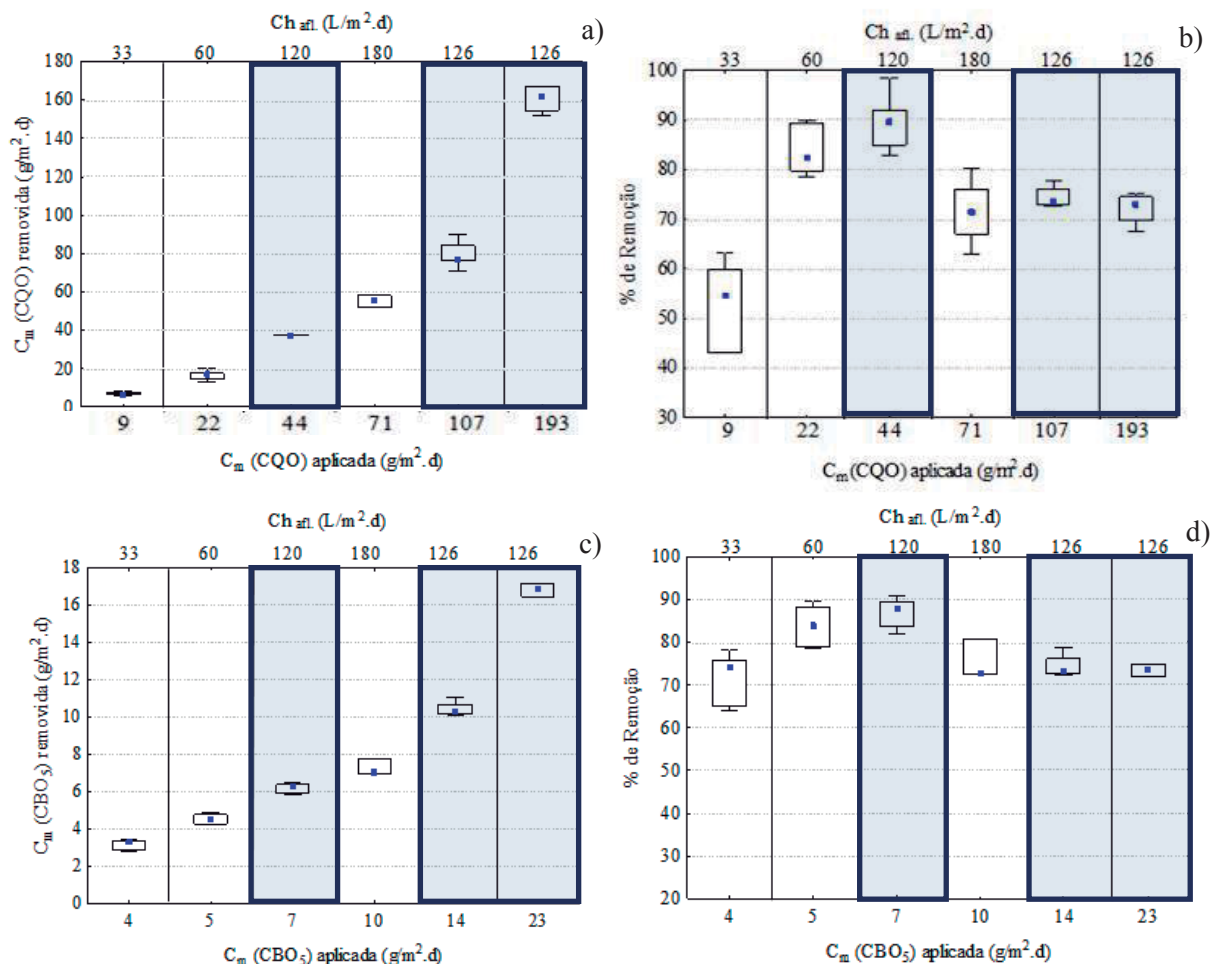 Ch afl. (L/m².d)
a)
33 60 120 180 126 126
180
160
140
120
100
80
60
40
20
0
C_m (CQO) removida (g/m².d)
9 22 44 71 107 193
C_m (CQO) aplicada (g/m².d)
Ch afl. (L/m².d)
b)
33 60 120 180 126 126
100
90
80
70
60
50
40
30
% de Remoção
9 22 44 71 107 193
C_m (CQO) aplicada (g/m².d)
Ch afl. (L/m².d)
c)
33 60 120 180 126 126
18
16
14
12
10
8
6
4
2
0
C_m (CBO₅) removida (g/m².d)
4 5 7 10 14 23
C_m (CBO₅) aplicada (g/m².d)
Ch afl. (L/m².d)
d)
33 60 120 180 126 126
100
90
80
70
60
50
40
30
20
% de Remoção
4 5 7 10 14 23
C_m (CBO₅) aplicada (g/m².d)